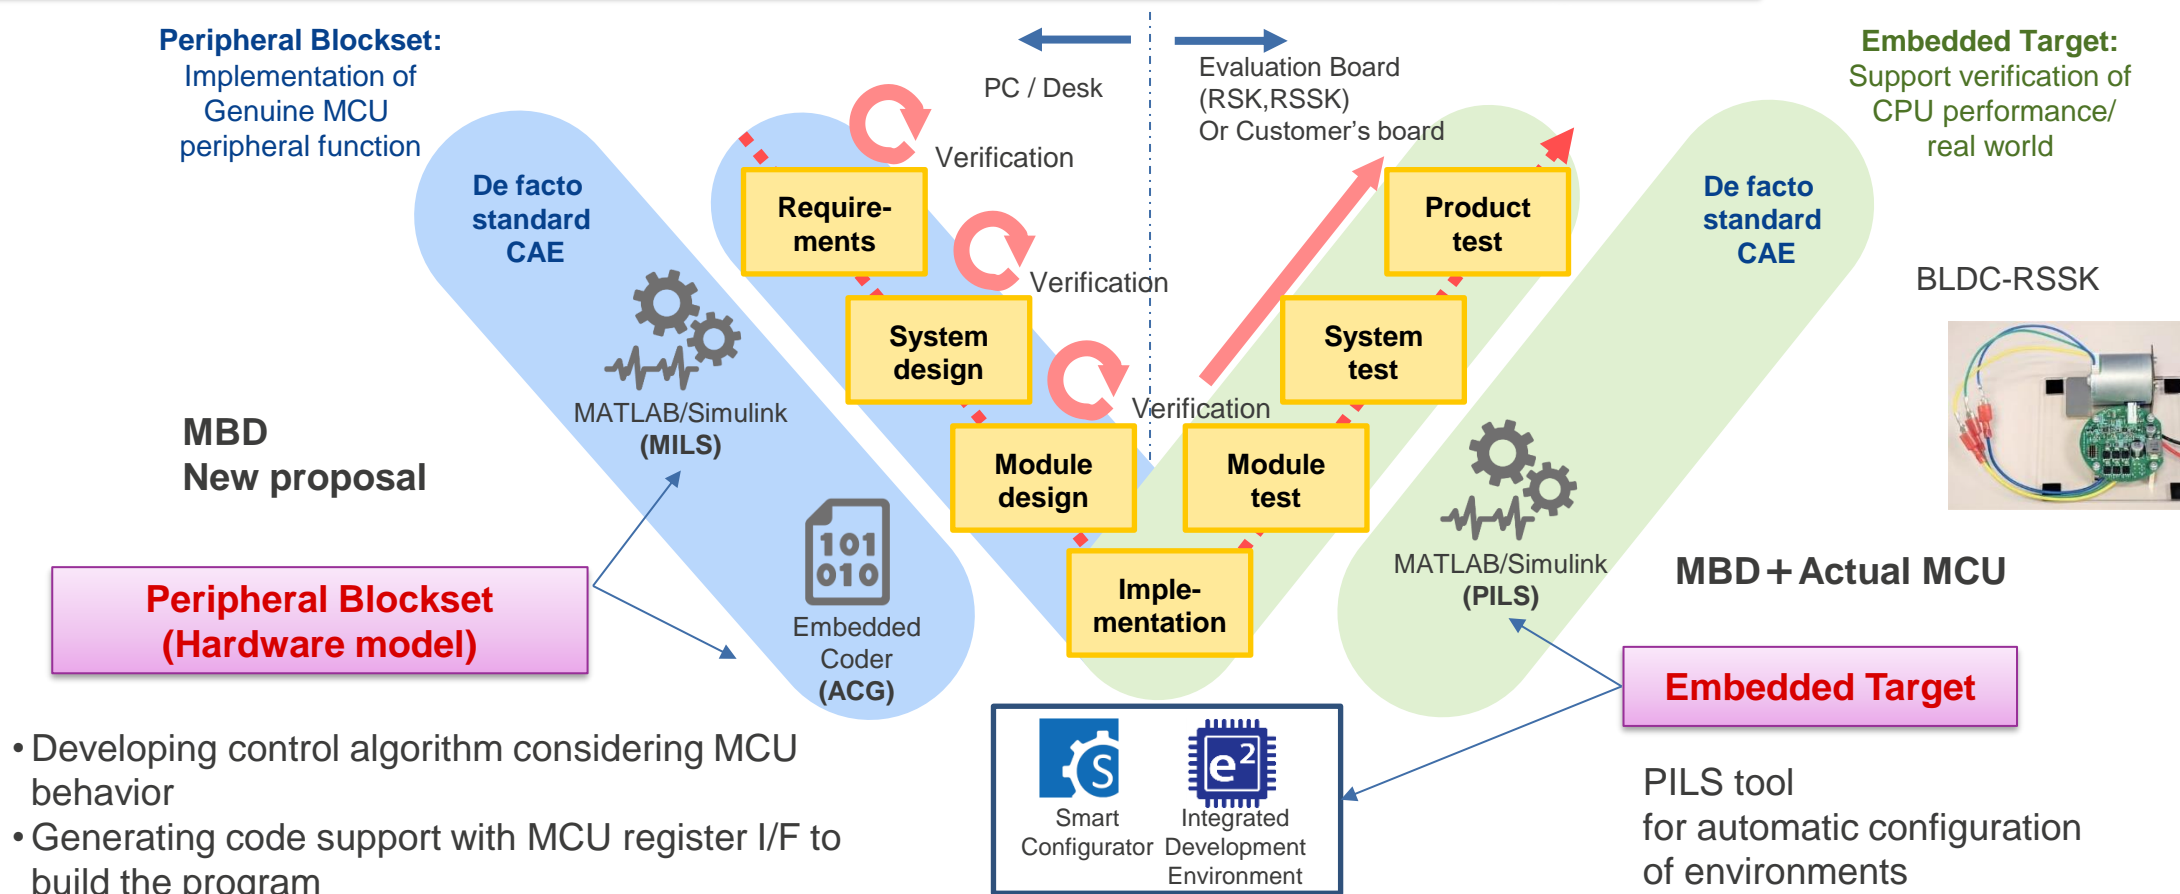 Peripheral Blockset:
Implementation of
Genuine MCU
peripheral function
PC / Desk
Evaluation Board
(RSK,RSSK)
Or Customer's board
Embedded Target:
Support verification of
CPU performance/
real world
De facto
standard
CAE
Verification
Require-
ments
Product
test
De facto
standard
CAE
Verification
BLDC-RSSK
System
design
System
test
MATLAB/Simulink
(MILS)
Verification
MBD
New proposal
Module
design
Module
test
101
010
Embedded
Coder
(ACG)
Imple-
mentation
MATLAB/Simulink
(PILS)
MBD＋Actual MCU
Peripheral Blockset
(Hardware model)
Embedded Target
• Developing control algorithm considering MCU
behavior
• Generating code support with MCU register I/F to
build the program
S
Smart
Configurator
e2
Integrated
Development
Environment
PILS tool
for automatic configuration
of environments